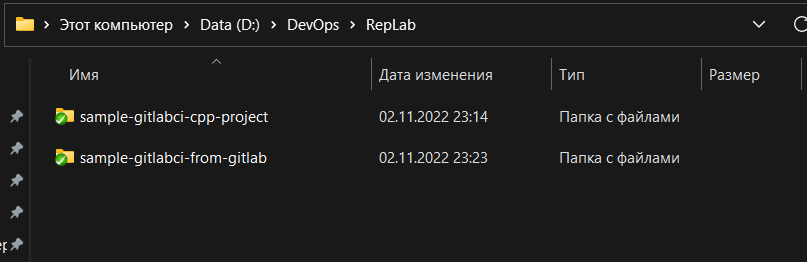 Этот компьютер Data (D:) DevOps RepLab
Имя Дата изменения Тип Размер
sample-gitlabci-cpp-project 02.11.2022 23:14 Папка с файлами
sample-gitlabci-from-gitlab 02.11.2022 23:23 Папка с файлами